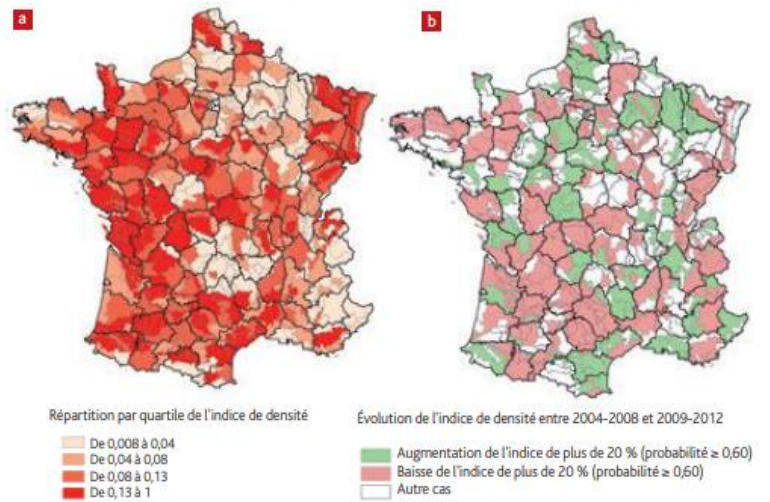 a
b
Répartition par quartile de l'indice de densité
De 0,008 à 0,04
De 0,04 à 0,08
De 0,08 à 0,13
De 0,13 à 1
Évolution de l'indice de densité entre 2004-2008 et 2009-2012
Augmentation de l'indice de plus de 20 % (probabilité ≥ 0,60)
Baisse de l'indice de plus de 20 % (probabilité ≥ 0,60)
Autre cas